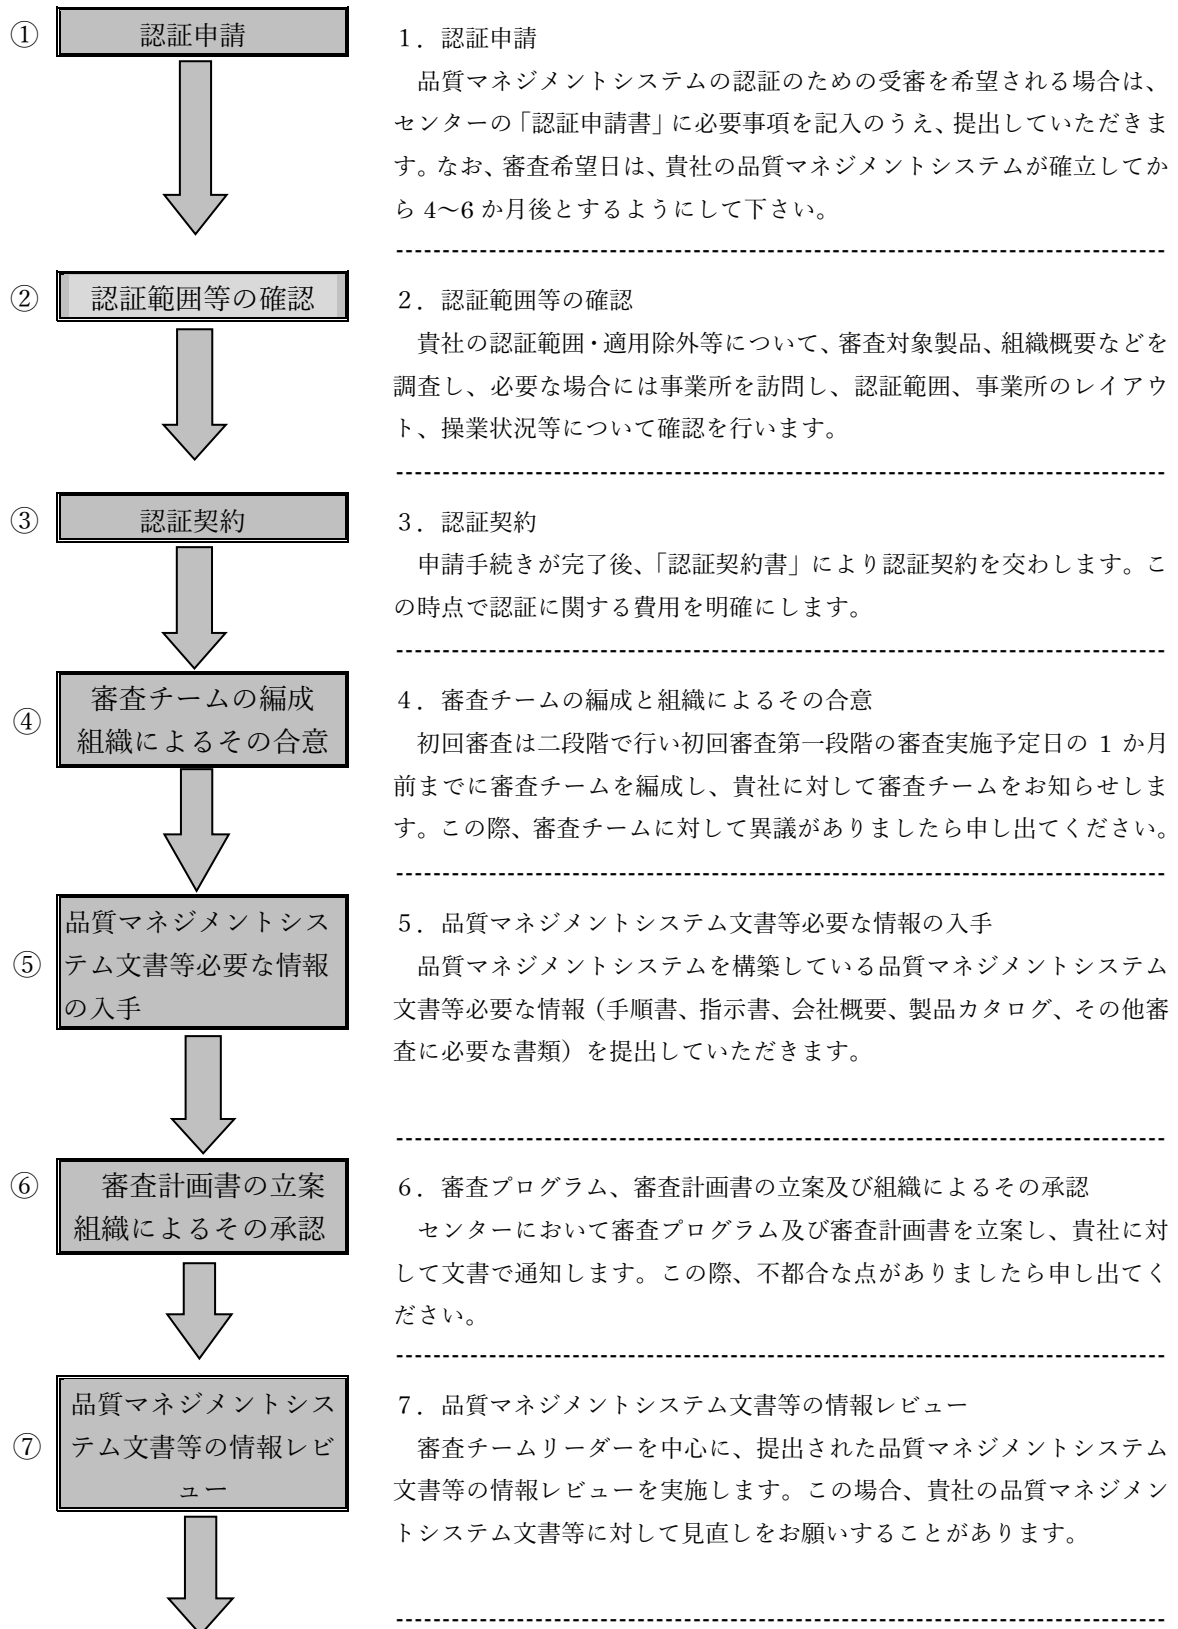 ① 認証申請
１．認証申請
品質マネジメントシステムの認証のための受審を希望される場合は、
センターの「認証申請書」に必要事項を記入のうえ、提出していただきま
す。なお、審査希望日は、貴社の品質マネジメントシステムが確立してか
ら 4～6 か月後とするようにして下さい。
② 認証範囲等の確認
２．認証範囲等の確認
貴社の認証範囲・適用除外等について、審査対象製品、組織概要などを
調査し、必要な場合には事業所を訪問し、認証範囲、事業所のレイアウ
ト、操業状況等について確認を行います。
③ 認証契約
３．認証契約
申請手続きが完了後、「認証契約書」により認証契約を交わします。こ
の時点で認証に関する費用を明確にします。
④ 審査チームの編成
組織によるその合意
４．審査チームの編成と組織によるその合意
初回審査は二段階で行い初回審査第一段階の審査実施予定日の 1 か月
前までに審査チームを編成し、貴社に対して審査チームをお知らせしま
す。この際、審査チームに対して異議がありましたら申し出てください。
⑤ 品質マネジメントシス
テム文書等必要な情報
の入手
５．品質マネジメントシステム文書等必要な情報の入手
品質マネジメントシステムを構築している品質マネジメントシステム
文書等必要な情報（手順書、指示書、会社概要、製品カタログ、その他審
査に必要な書類）を提出していただきます。
⑥ 審査計画書の立案
組織によるその承認
６．審査プログラム、審査計画書の立案及び組織によるその承認
センターにおいて審査プログラム及び審査計画書を立案し、貴社に対
して文書で通知します。この際、不都合な点がありましたら申し出てく
ださい。
⑦ 品質マネジメントシス
テム文書等の情報レビ
ュー
７．品質マネジメントシステム文書等の情報レビュー
審査チームリーダーを中心に、提出された品質マネジメントシステム
文書等の情報レビューを実施します。この場合、貴社の品質マネジメン
トシステム文書等に対して見直しをお願いすることがあります。